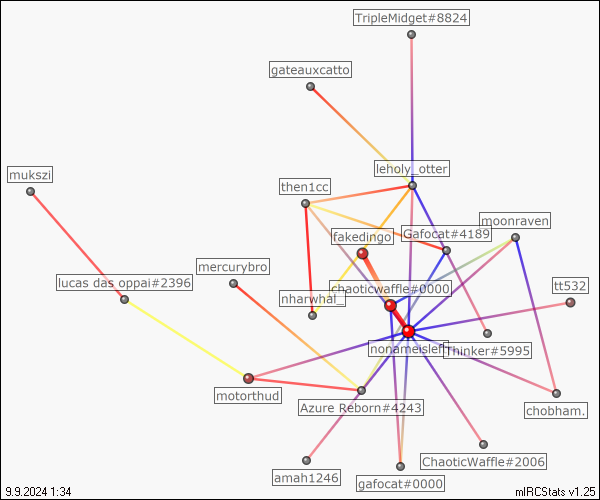 TripleMidget#8824
gateauxcatto
leholy_otter
mukszi
then1cc
moonraven
Gafocat#4189
fakedingo
mercurybro
lucas das oppai#2396
chaoticwaffle#0000
tt532
nharwhal_
nonameisleft
Thinker#5995
motorthud
Azure Reborn#4243
chobham.
ChaoticWaffle#2006
amah1246
gafocat#0000
9.9.2024 1:34
mIRCStats v1.25